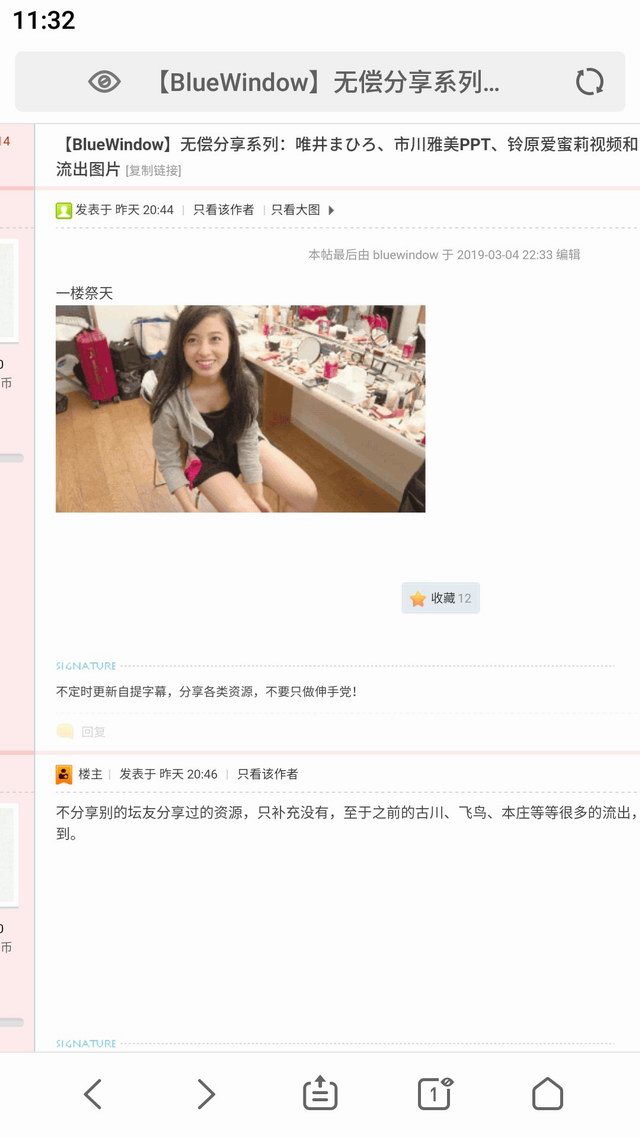 11:32
【BlueWindow】无偿分享系列...
14
【BlueWindow】无偿分享系列：唯井まひろ、市川雅美PPT、铃原爱蜜莉视频和
流出图片 [复制链接]
发表于 昨天 20:44 | 只看该作者 | 只看大图
本帖最后由 bluewindow 于 2019-03-04 22:33 编辑
一楼祭天
0
币
收藏 12
SIGNATURE
不定时更新自提字幕，分享各类资源，不要只做伸手党！
回复
楼主 | 发表于 昨天 20:46 | 只看该作者
不分享别的坛友分享过的资源，只补充没有，至于之前的古川、飞鸟、本庄等等很多的流出，
到。
0
币
SIGNATURE
1